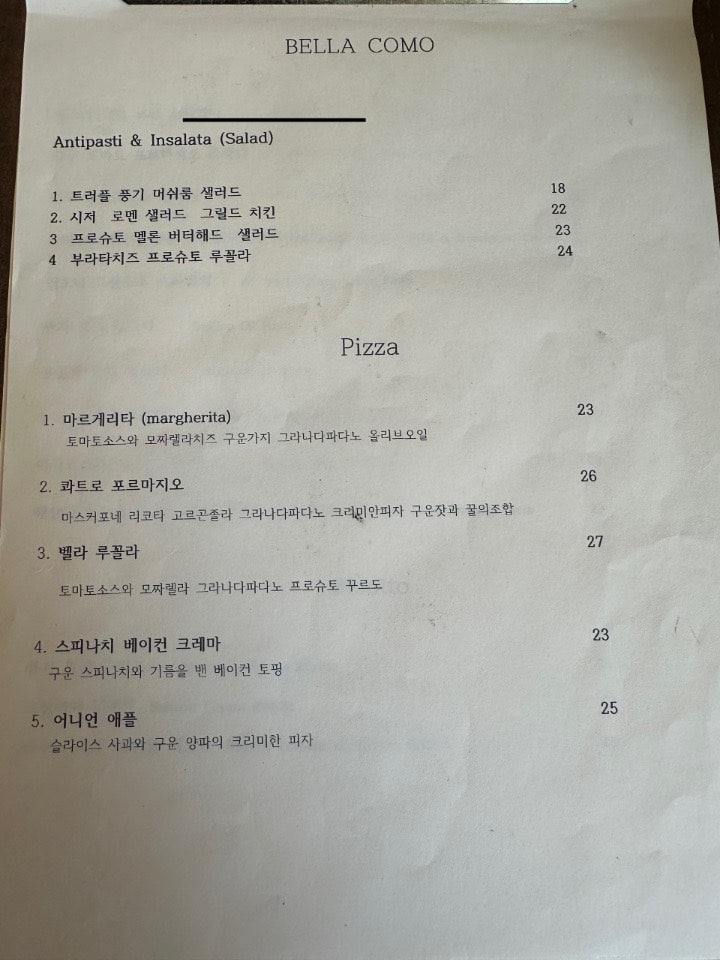 BELLA COMO
Antipasti & Insalata (Salad)
1. 트러플 풍기 머쉬룸 샐러드 18
2. 시저 로멘 샐러드 그릴드 치킨 22
3 프로슈토 멜론 버터해드 샐러드 23
4 부라타치즈 프로슈토 루꼴라 24
Pizza
1. 마르게리타 (margherita) 23
토마토소스와 모짜렐라치즈 구운가지 그라나다파다노 올리브오일
2. 콰트로 포르마지오 26
마스커포네 리코타 고르곤졸라 그라나다파다노 크리미안피자 구운잣과 꿀의조합
3. 벨라 루꼴라 27
토마토소스와 모짜렐라 그라나다파다노 프로슈토 꾸르도
4. 스피나치 베이컨 크레마 23
구운 스피나치와 기름을 뺀 베이컨 토핑
5. 어니언 애플 25
슬라이스 사과와 구운 양파의 크리미한 피자